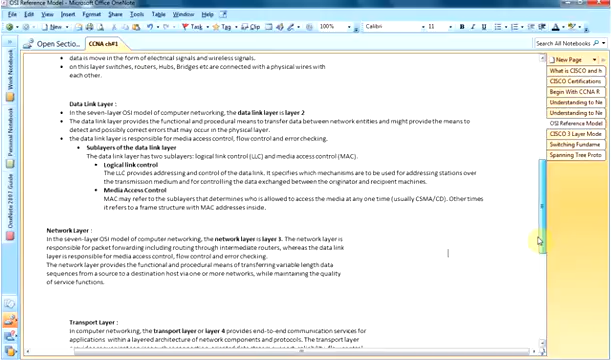 OSI Reference Model - Microsoft Office OneNote
File Edit View Insert Format Share Tools Table Window Help
New Task Tag Clip 100% Calibri 11
Open Sectio... CCNA ch#1 Search All Notebooks
Work Notebook
Personal Notebook
OneNote 2007 Guide
New Page
What is CISCO and h
CISCO Certifications
Begin With CCNA R
Understanding to Ne
Understanding to Ne
OSI Reference Model
CISCO 3 Layer Mode
Switching Fundame
Spanning Tree Proto
data is move in the form of electrical signals and wireless signals.
on this layer switches, routers, Hubs, Bridges etc are connected with a physical wires with
each other.
Data Link Layer :
In the seven-layer OSI model of computer networking, the data link layer is layer 2
The data link layer provides the functional and procedural means to transfer data between network entities and might provide the means to
detect and possibly correct errors that may occur in the physical layer.
the data link layer is responsible for media access control, flow control and error checking.
Sublayers of the data link layer
The data link layer has two sublayers: logical link control (LLC) and media access control (MAC).
Logical link control
The LLC provides addressing and control of the data link. It specifies which mechanisms are to be used for addressing stations over
the transmission medium and for controlling the data exchanged between the originator and recipient machines.
Media Access Control
MAC may refer to the sublayers that determines who is allowed to access the media at any one time (usually CSMA/CD). Other times
it refers to a frame structure with MAC addresses inside.
Network Layer :
In the seven-layer OSI model of computer networking, the network layer is layer 3. The network layer is
responsible for packet forwarding including routing through intermediate routers, whereas the data link
layer is responsible for media access control, flow control and error checking.
The network layer provides the functional and procedural means of transferring variable length data
sequences from a source to a destination host via one or more networks, while maintaining the quality
of service functions.
Transport Layer :
In computer networking, the transport layer or layer 4 provides end-to-end communication services for
applications within a layered architecture of network components and protocols. The transport layer